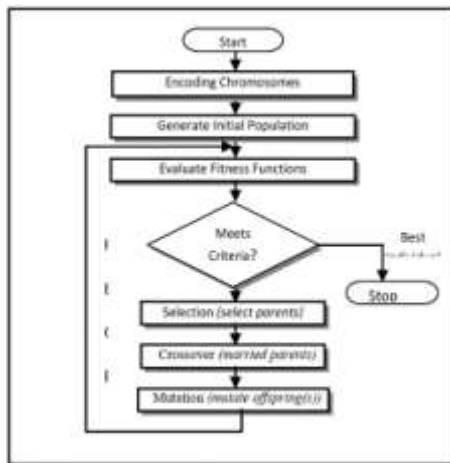 Start
Encoding Chromosomes
Generate Initial Population
Evaluate Fitness Functions
Meets
Criteria?
Best
Stop
Selection (select parents)
Crossover (married parents)
Mutation (mutate offspring(s))